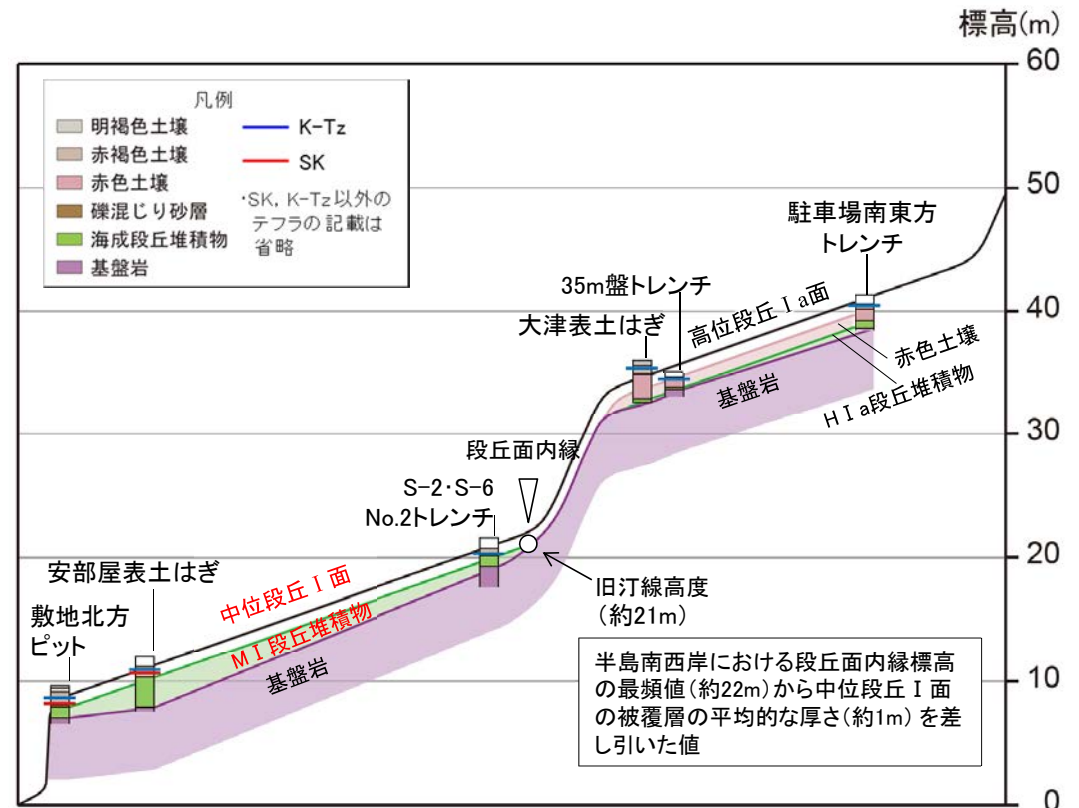 標高(m)
60
50
40
30
20
10
0
凡例
明褐色土壌
赤褐色土壌
赤色土壌
礫混じり砂層
海成段丘堆積物
基盤岩
K-Tz
SK
・SK, K-Tz以外の
テフラの記載は
省略
駐車場南東方
トレンチ
35m盤トレンチ
大津表土はぎ
高位段丘Ⅰa面
赤色土壌
HⅠa段丘堆積物
基盤岩
段丘面内縁
S-2・S-6
No.2トレンチ
旧汀線高度
(約21m)
安部屋表土はぎ
敷地北方
ピット
中位段丘Ⅰ面
MⅠ段丘堆積物
基盤岩
半島南西岸における段丘面内縁標高
の最頻値(約22m)から中位段丘Ⅰ面
の被覆層の平均的な厚さ(約1m)を差
し引いた値